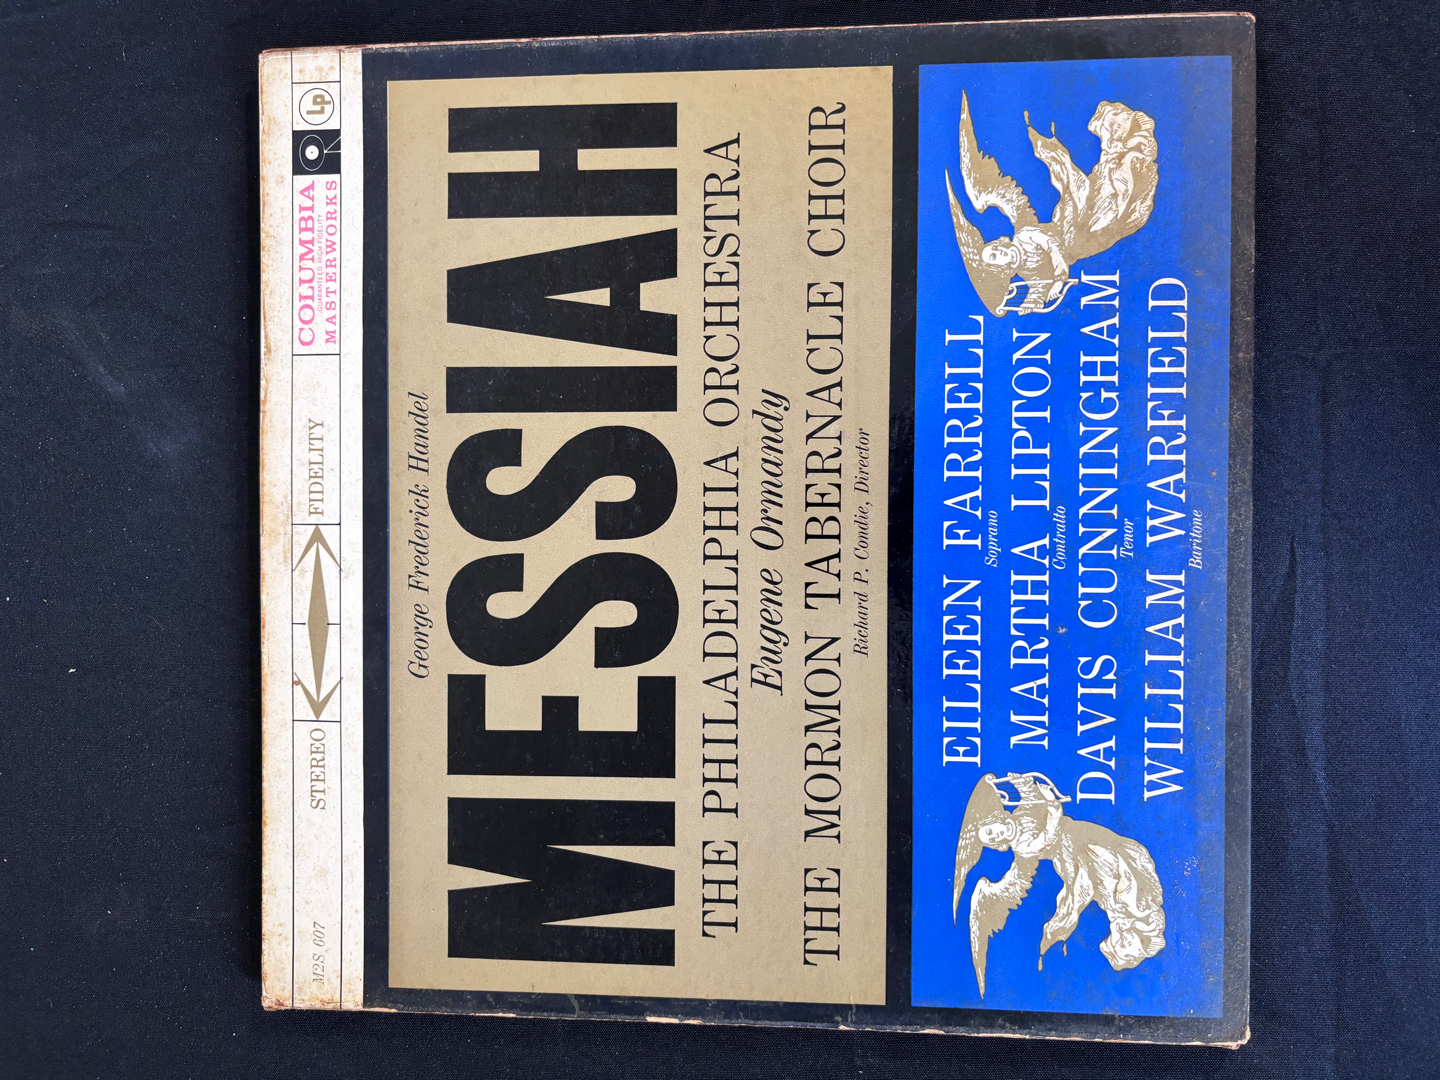 M2S 607
STEREO
FIDELITY
COLUMBIA
GUARANTEED HIGH FIDELITY
MASTERWORKS
Lp
George Frederick Handel
MESSIAH
THE PHILADELPHIA ORCHESTRA
Eugene Ormandy
THE MORMON TABERNACLE CHOIR
Richard P. Condie, Director
EILEEN FARRELL
Soprano
MARTHA LIPTON
Contralto
DAVIS CUNNINGHAM
Tenor
WILLIAM WARFIELD
Baritone